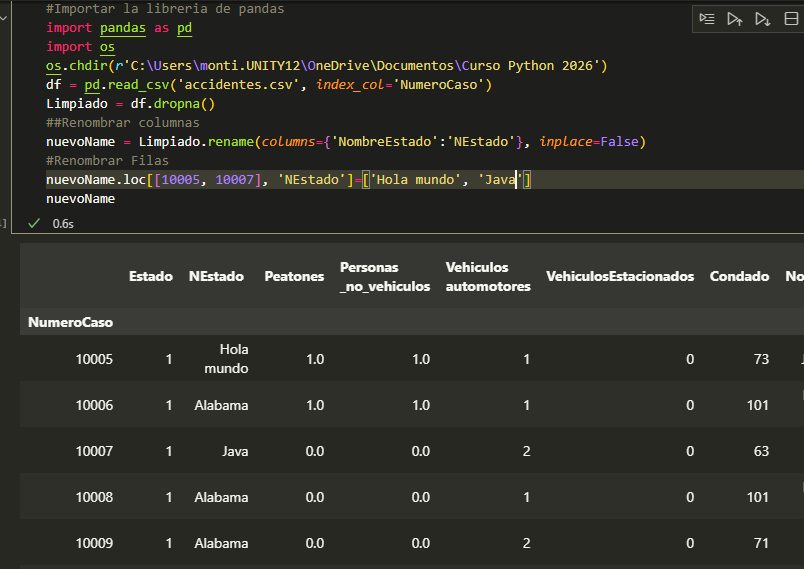 #Importar la libreria de pandas
import pandas as pd
import os
os.chdir(r'C:\Users\monti.UNITY12\OneDrive\Documentos\Curso Python 2026')
df = pd.read_csv('accidentes.csv', index_col='NumeroCaso')
Limpiado = df.dropna()
##Renombrar columnas
nuevoName = Limpiado.rename(columns={'NombreEstado':'NEstado'}, inplace=False)
#Renombrar Filas
nuevoName.loc[[10005, 10007], 'NEstado']=['Hola mundo', 'Java']
nuevoName
] 0.6s
Estado NEstado Peatones Personas _no_vehiculos Vehiculos automotores VehiculosEstacionados Condado No
NumeroCaso
10005 1 Hola mundo 1.0 1.0 1 0 73
10006 1 Alabama 1.0 1.0 1 0 101
10007 1 Java 0.0 0.0 2 0 63
10008 1 Alabama 0.0 0.0 1 0 101
10009 1 Alabama 0.0 0.0 2 0 71